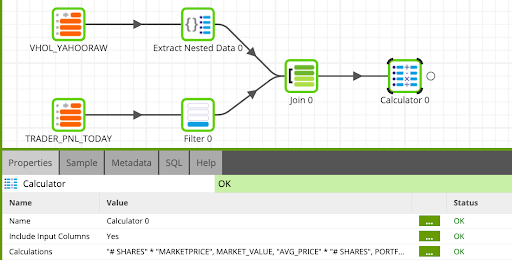 VHOL_YAHOORAW
Extract Nested Data 0
Join 0
Calculator 0
TRADER_PNL_TODAY
Filter 0
Properties
Sample
Metadata
SQL
Help
Calculator
OK
Name Value Status
Name Calculator 0 ... OK
Include Input Columns Yes ... OK
Calculations "# SHARES" * "MARKETPRICE", MARKET_VALUE, "AVG_PRICE" * "# SHARES", PORTF... ... OK